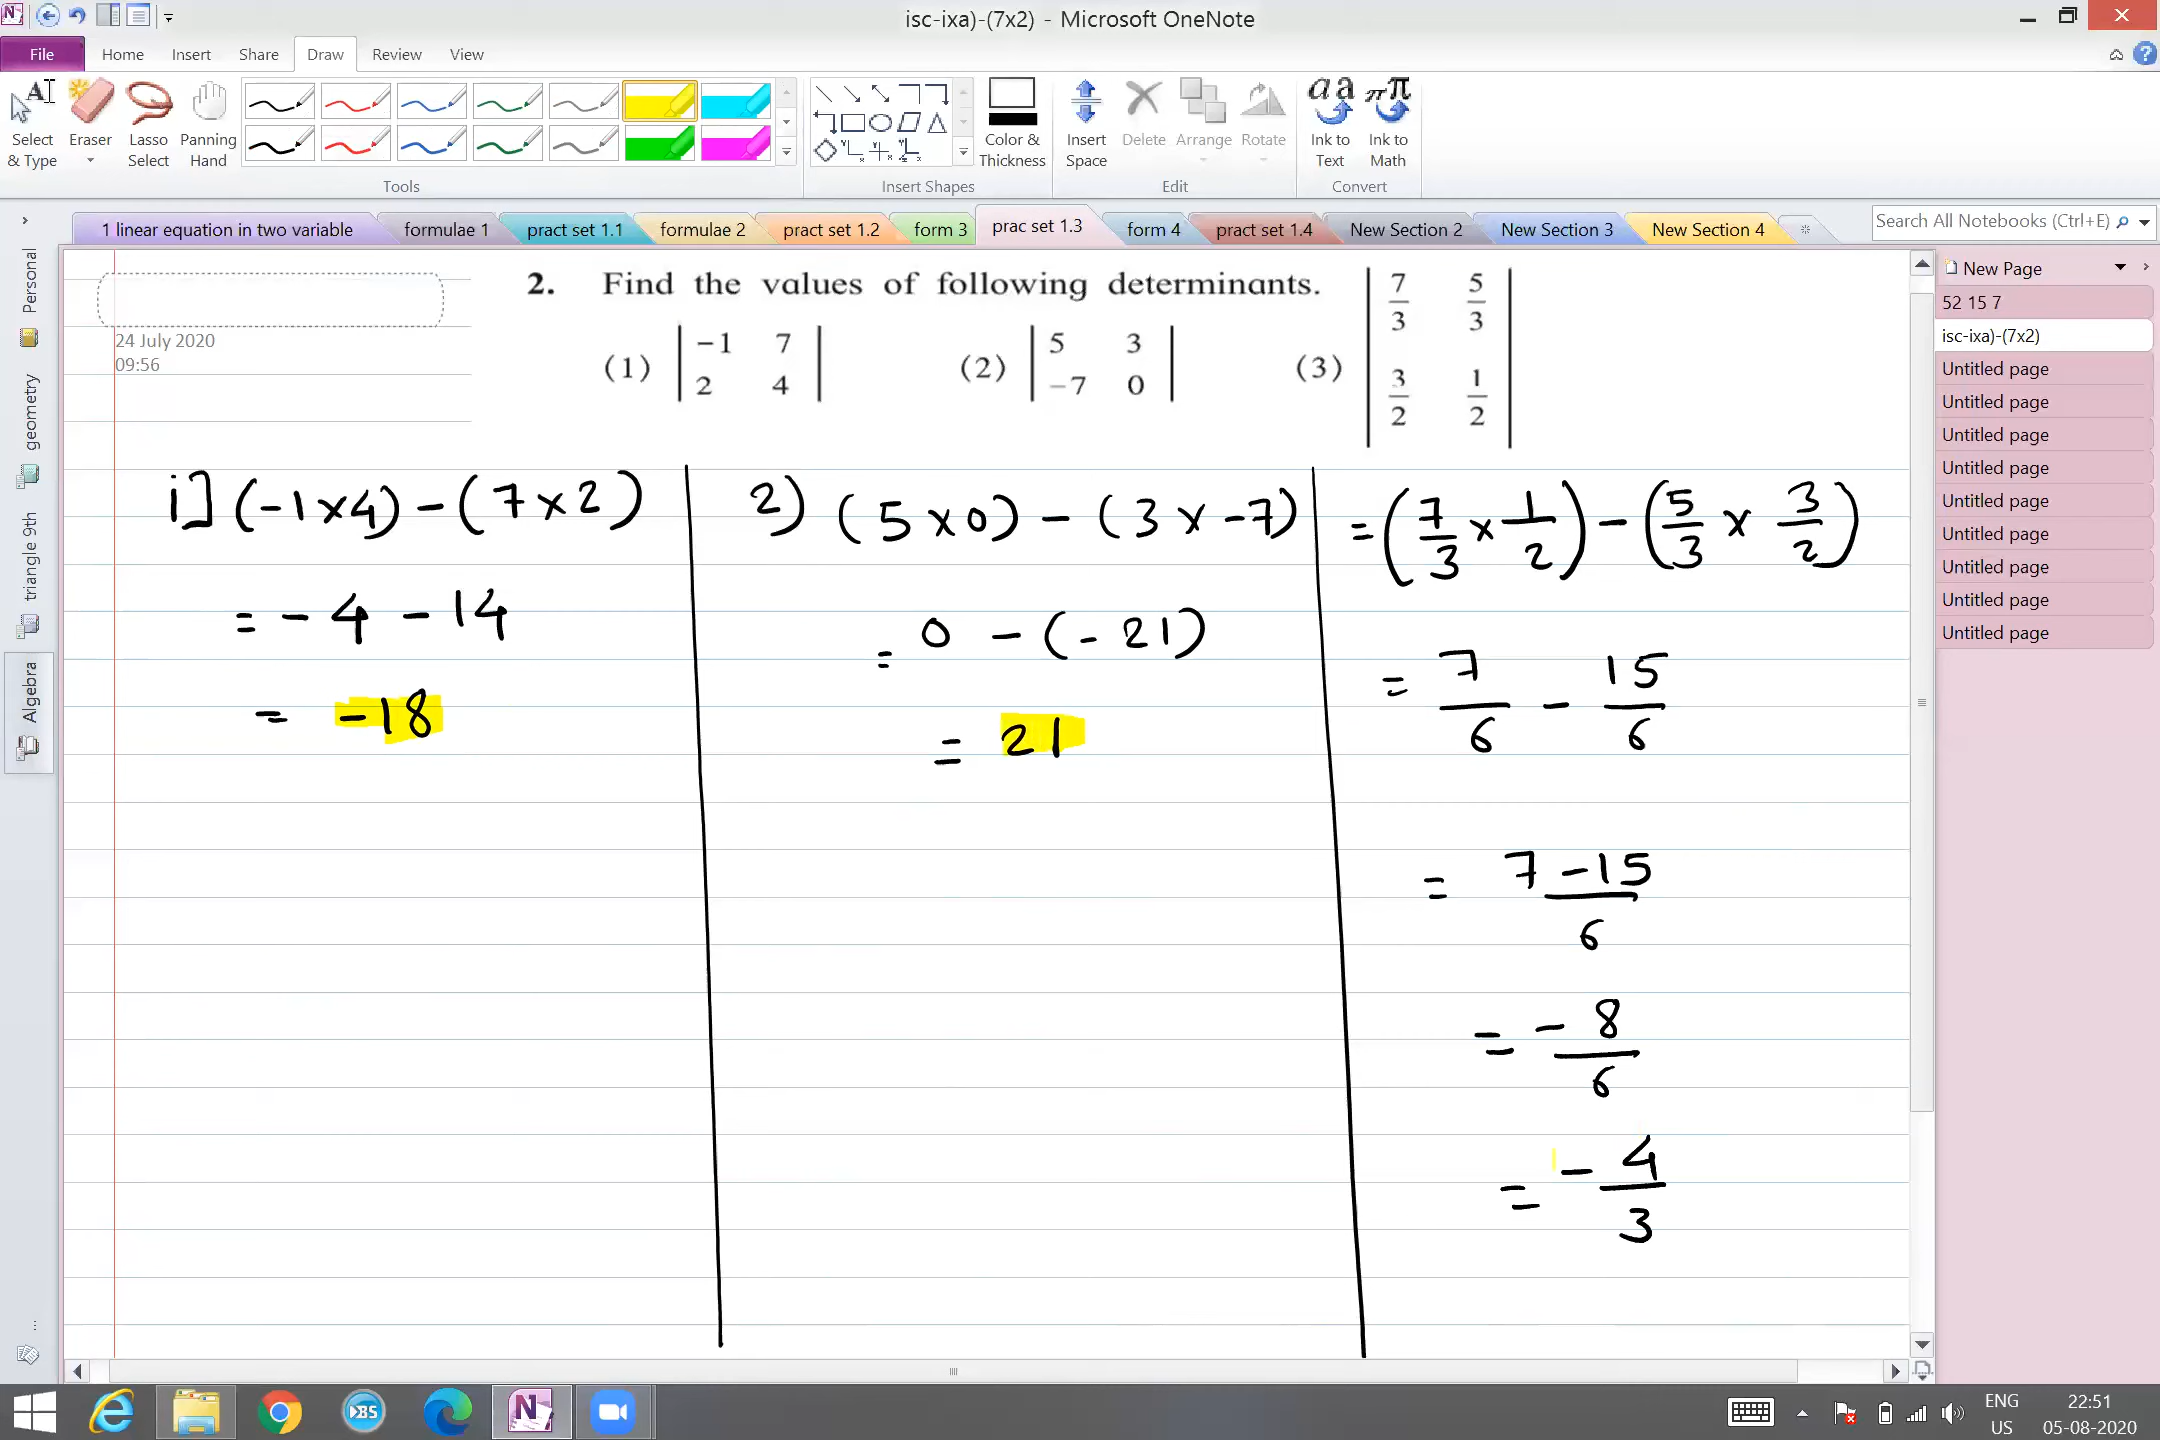 isc-ixa)-(7x2) - Microsoft OneNote
File Home Insert Share Draw Review View
Select & Type
Eraser
Lasso Select
Panning Hand
Color & Thickness
Insert Space
Delete
Arrange
Rotate
Ink to Text
Ink to Math
Tools
Insert Shapes
Edit
Convert
1 linear equation in two variable
formulae 1
pract set 1.1
formulae 2
pract set 1.2
form 3
prac set 1.3
form 4
pract set 1.4
New Section 2
New Section 3
New Section 4
Search All Notebooks (Ctrl+E)
Personal
geometry
triangle 9th
Algebra
New Page
52 15 7
isc-ixa)-(7x2)
Untitled page
Untitled page
Untitled page
Untitled page
Untitled page
Untitled page
Untitled page
Untitled page
Untitled page
24 July 2020
09:56
2. Find the values of following determinants.
(1) | -1 7 |
| 2 4 |
(2) | 5 3 |
| -7 0 |
(3) | 7/3 5/3 |
| 3/2 1/2 |
i] (-1×4) - (7×2)
= - 4 - 14
= -18
2) (5×0) - (3×-7)
= 0 - (-21)
= 21
= (7/3 × 1/2) - (5/3 × 3/2)
= 7/6 - 15/6
= 7-15/6
= - 8/6
= - 4/3
ENG
US
22:51
05-08-2020